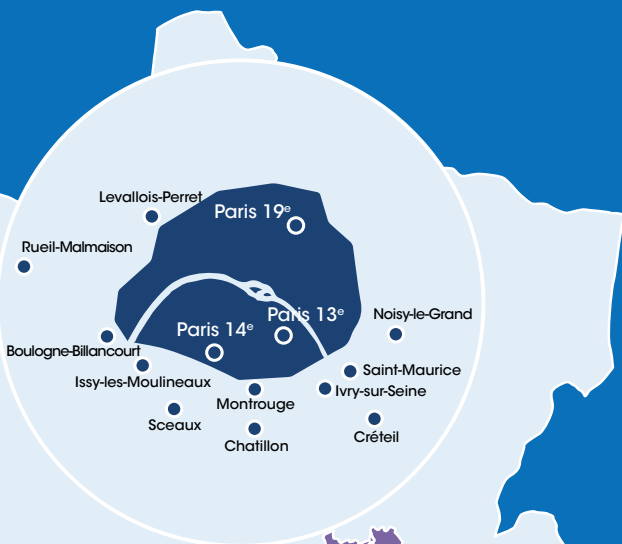 Levallois-Perret
Paris 19e
Rueil-Malmaison
Paris 13e
Noisy-le-Grand
Paris 14e
Boulogne-Billancourt
Saint-Maurice
Issy-les-Moulineaux
Ivry-sur-Seine
Montrouge
Sceaux
Créteil
Chatillon